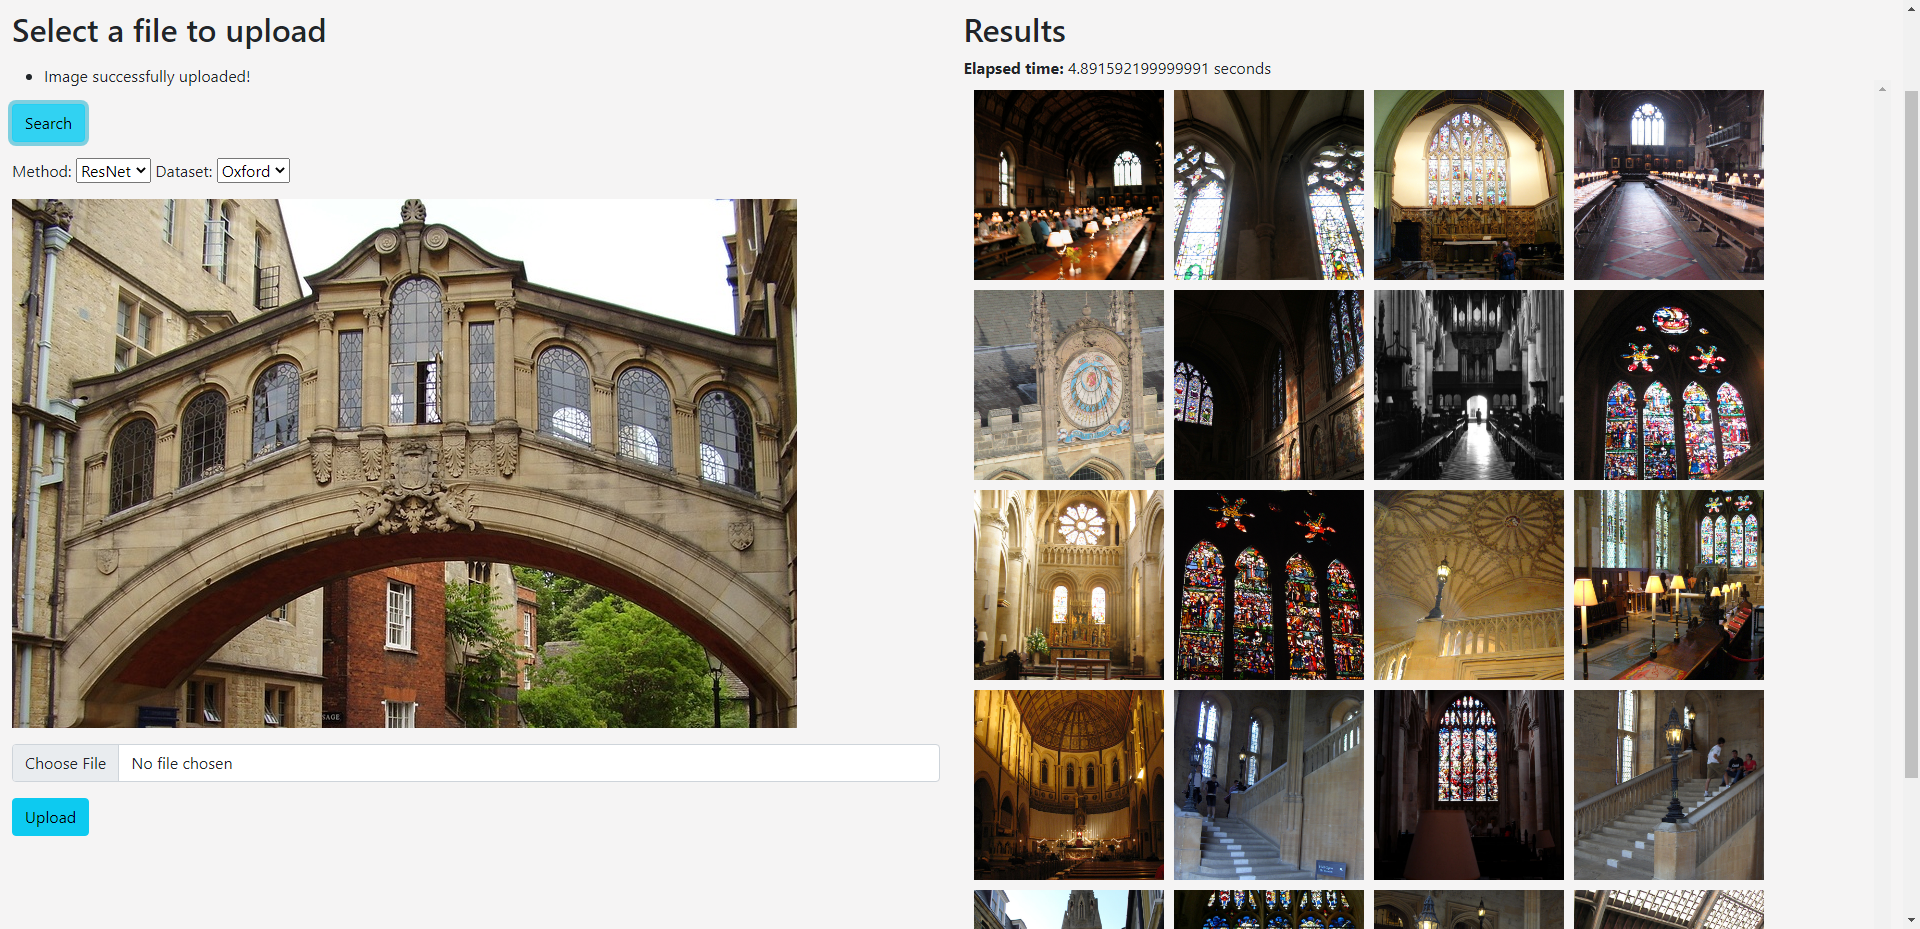 Select a file to upload
Image successfully uploaded!
Search
Method: ResNet Dataset: Oxford
SAGE
Choose File No file chosen
Upload
Results
Elapsed time: 4.891592199999991 seconds